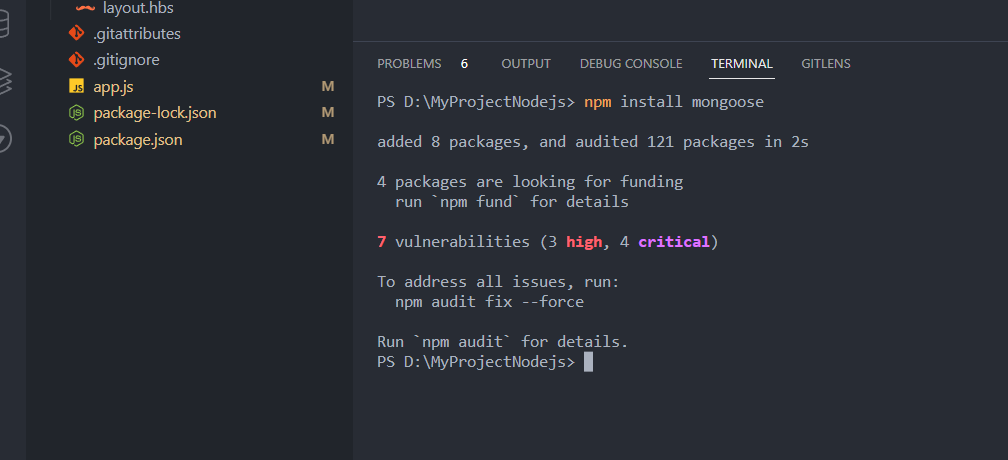 layout.hbs
.gitattributes
.gitignore
JS app.js M
package-lock.json M
package.json M
PROBLEMS 6 OUTPUT DEBUG CONSOLE TERMINAL GITLENS
PS D:\MyProjectNodejs> npm install mongoose
added 8 packages, and audited 121 packages in 2s
4 packages are looking for funding
run `npm fund` for details
7 vulnerabilities (3 high, 4 critical)
To address all issues, run:
npm audit fix --force
Run `npm audit` for details.
PS D:\MyProjectNodejs>